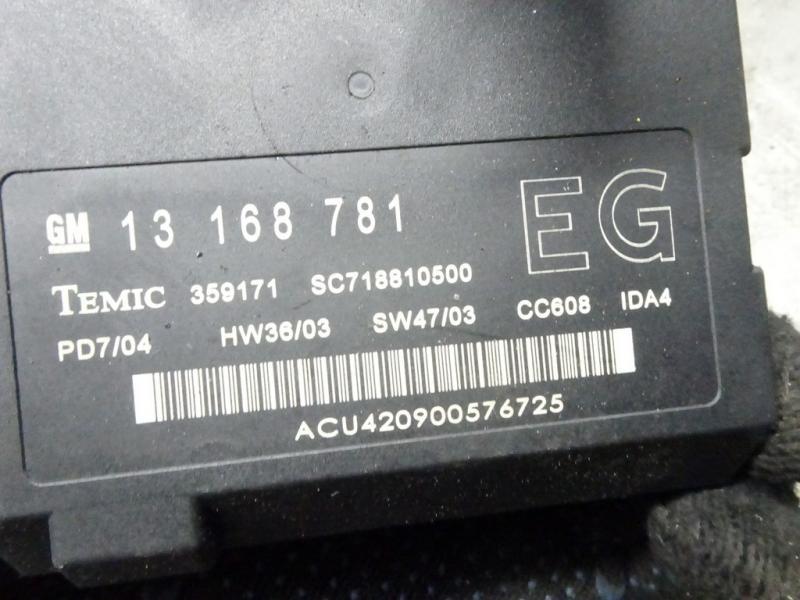 GM 13 168 781 EG
TEMIC 359171 SC718810500
PD7/04 HW36/03 SW47/03 CC608 IDA4
ACU420900576725